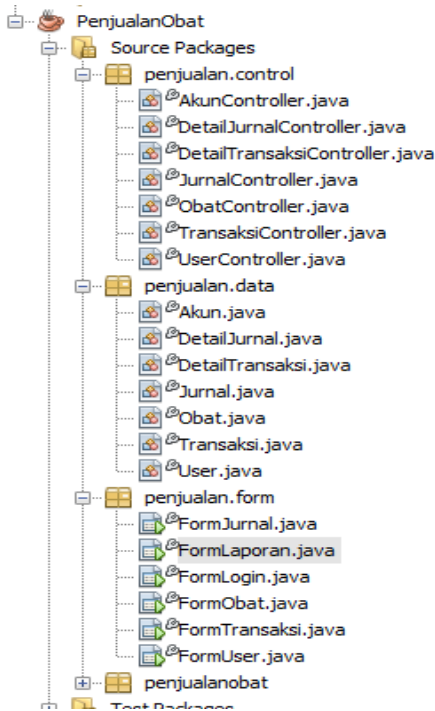 PenjualanObat
Source Packages
penjualan.control
AkunController.java
DetailJurnalController.java
DetailTransaksiController.java
JurnalController.java
ObatController.java
TransaksiController.java
UserController.java
penjualan.data
Akun.java
DetailJurnal.java
DetailTransaksi.java
Jurnal.java
Obat.java
Transaksi.java
User.java
penjualan.form
FormJurnal.java
FormLaporan.java
FormLogin.java
FormObat.java
FormTransaksi.java
FormUser.java
penjualanobat
Test Packages